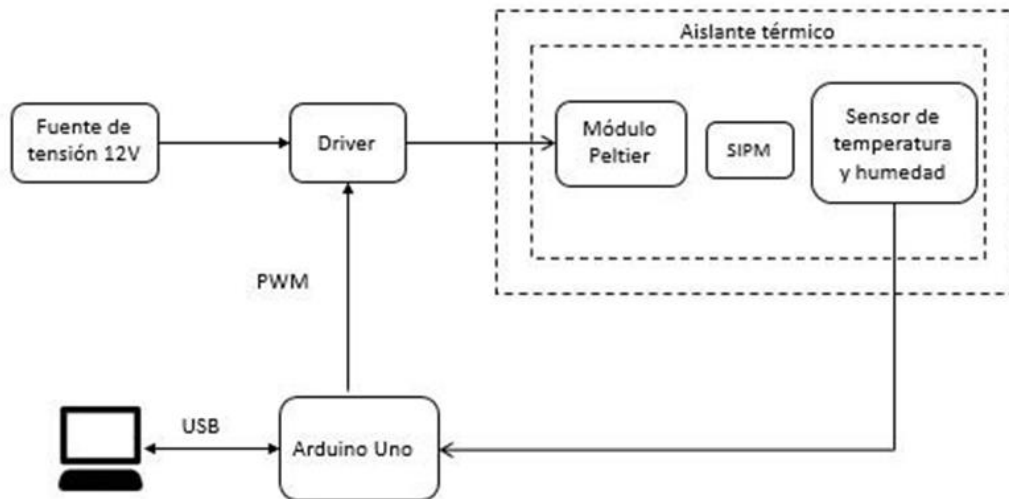 Aislante térmico
Fuente de
tensión 12V
Driver
Módulo
Peltier
SIPM
Sensor de
temperatura
y humedad
PWM
USB
Arduino Uno